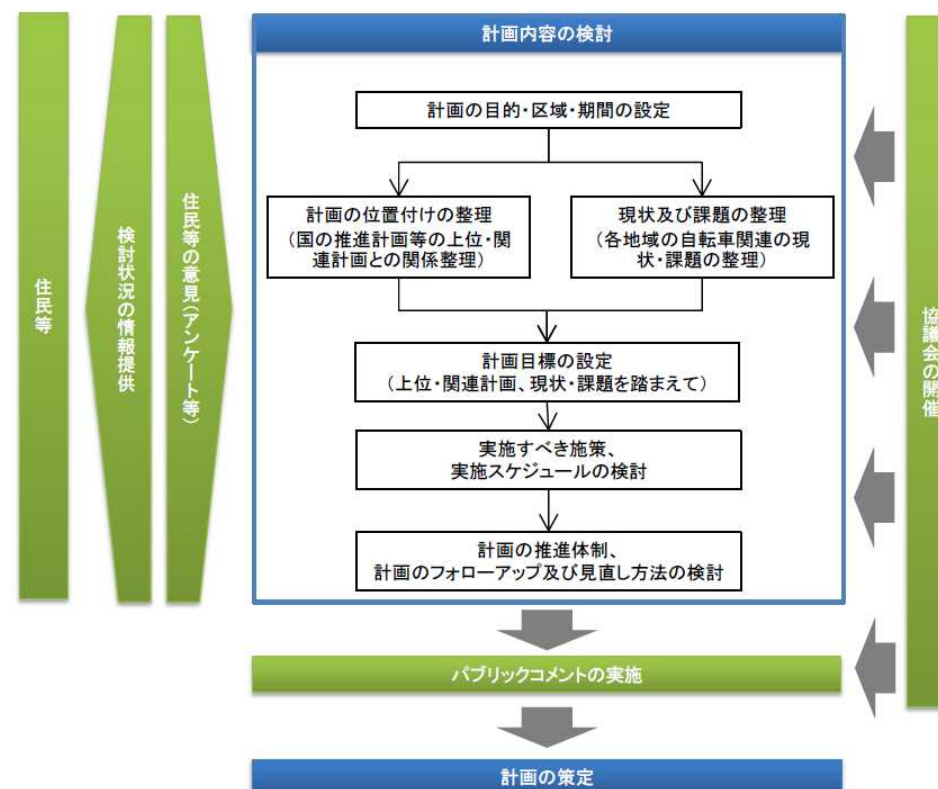 計画内容の検討
計画の目的・区域・期間の設定
計画の位置付けの整理
（国の推進計画等の上位・関
連計画との関係整理）
現状及び課題の整理
（各地域の自転車関連の現
状・課題の整理）
計画目標の設定
（上位・関連計画、現状・課題を踏まえて）
実施すべき施策、
実施スケジュールの検討
計画の推進体制、
計画のフォローアップ及び見直し方法の検討
住民等
検討状況の情報提供
住民等の意見（アンケート等）
協議会の開催
パブリックコメントの実施
計画の策定